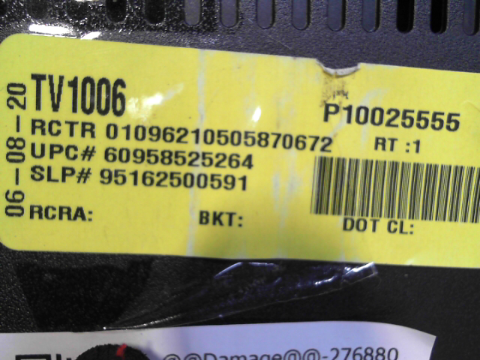 06-08-20
TV1006
P10025555
RCTR 01096210505870672
RT :1
UPC# 60958525264
SLP# 95162500591
RCRA:
BKT:
DOT CL:
@@Damage@@-276880